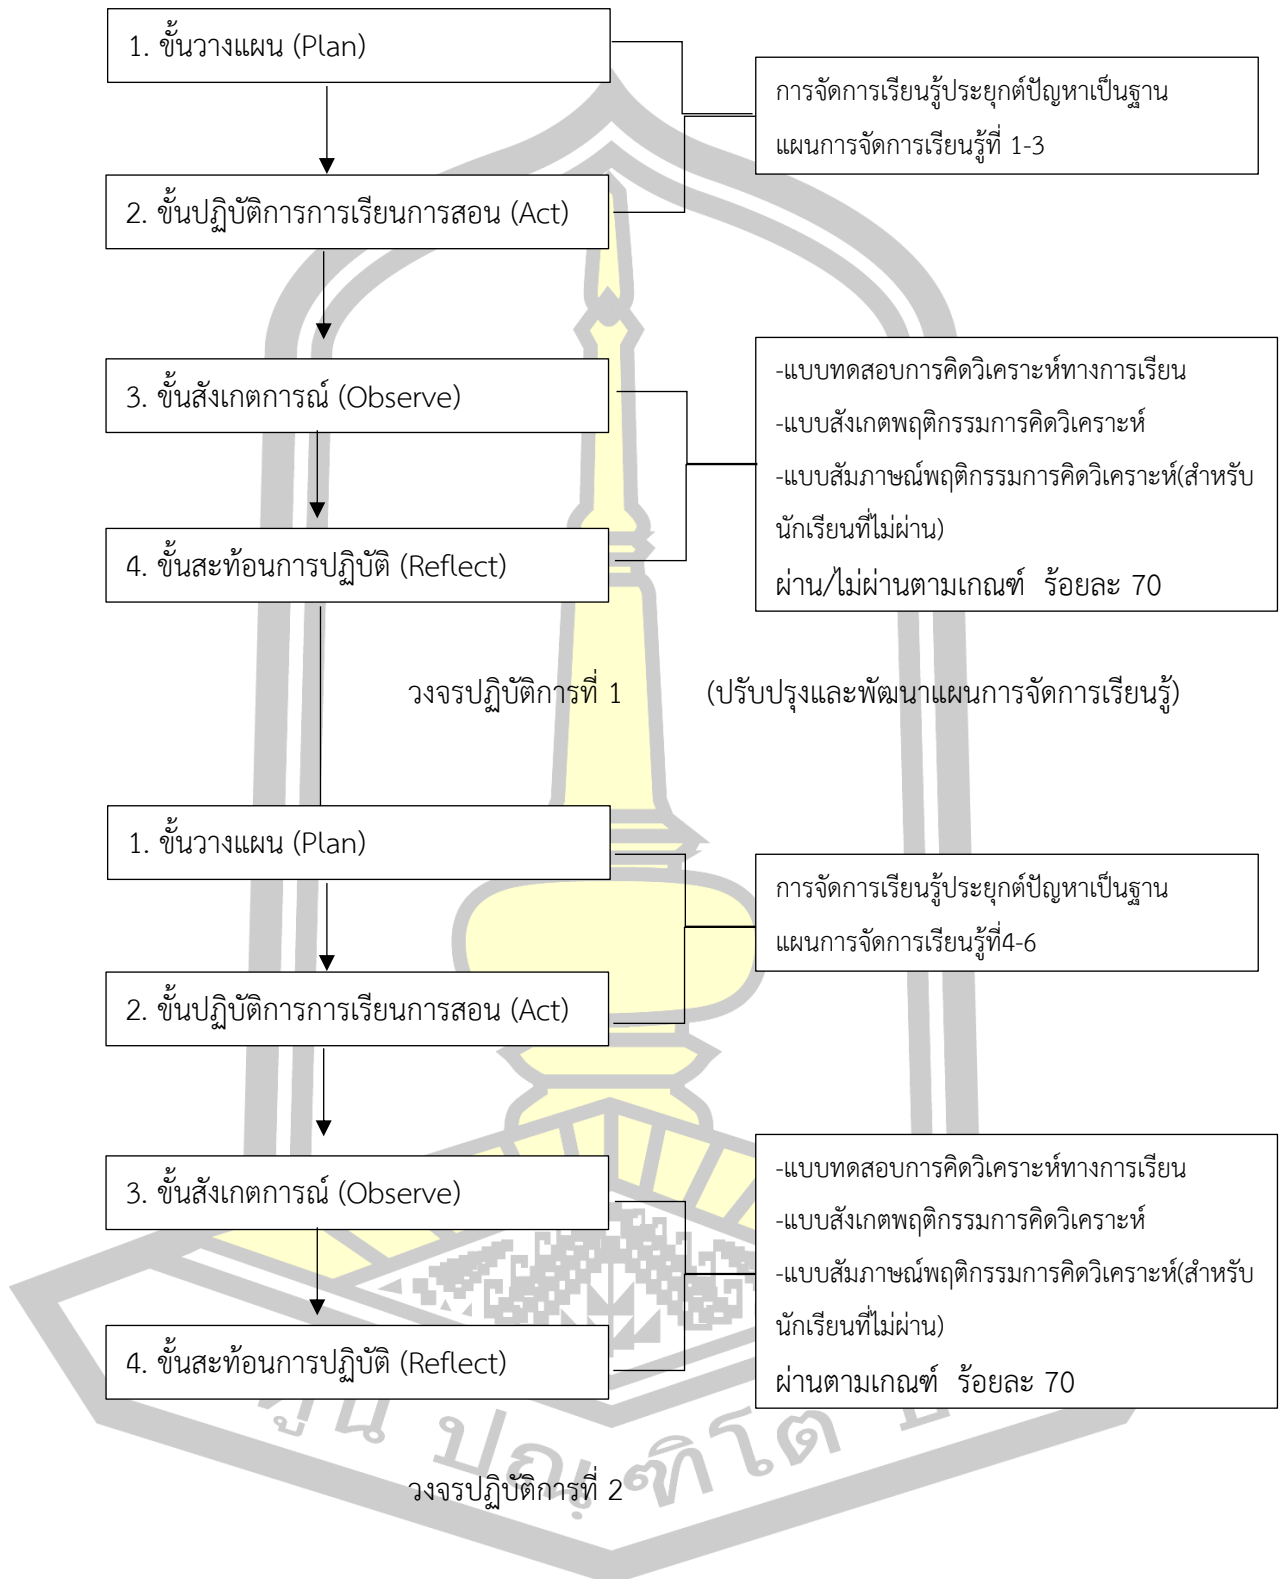 1. ขั้นวางแผน (Plan)
การจัดการเรียนรู้ประยุกต์ปัญหาเป็นฐาน
แผนการจัดการเรียนรู้ที่ 1-3
2. ขั้นปฏิบัติการการเรียนการสอน (Act)
3. ขั้นสังเกตการณ์ (Observe)
-แบบทดสอบการคิดวิเคราะห์ทางการเรียน
-แบบสังเกตพฤติกรรมการคิดวิเคราะห์
-แบบสัมภาษณ์พฤติกรรมการคิดวิเคราะห์(สำหรับ
นักเรียนที่ไม่ผ่าน)
ผ่าน/ไม่ผ่านตามเกณฑ์ ร้อยละ 70
4. ขั้นสะท้อนการปฏิบัติ (Reflect)
วงจรปฏิบัติการที่ 1 (ปรับปรุงและพัฒนาแผนการจัดการเรียนรู้)
1. ขั้นวางแผน (Plan)
การจัดการเรียนรู้ประยุกต์ปัญหาเป็นฐาน
แผนการจัดการเรียนรู้ที่4-6
2. ขั้นปฏิบัติการการเรียนการสอน (Act)
3. ขั้นสังเกตการณ์ (Observe)
-แบบทดสอบการคิดวิเคราะห์ทางการเรียน
-แบบสังเกตพฤติกรรมการคิดวิเคราะห์
-แบบสัมภาษณ์พฤติกรรมการคิดวิเคราะห์(สำหรับ
นักเรียนที่ไม่ผ่าน)
ผ่านตามเกณฑ์ ร้อยละ 70
4. ขั้นสะท้อนการปฏิบัติ (Reflect)
ปณฺฑิโต
วงจรปฏิบัติการที่ 2